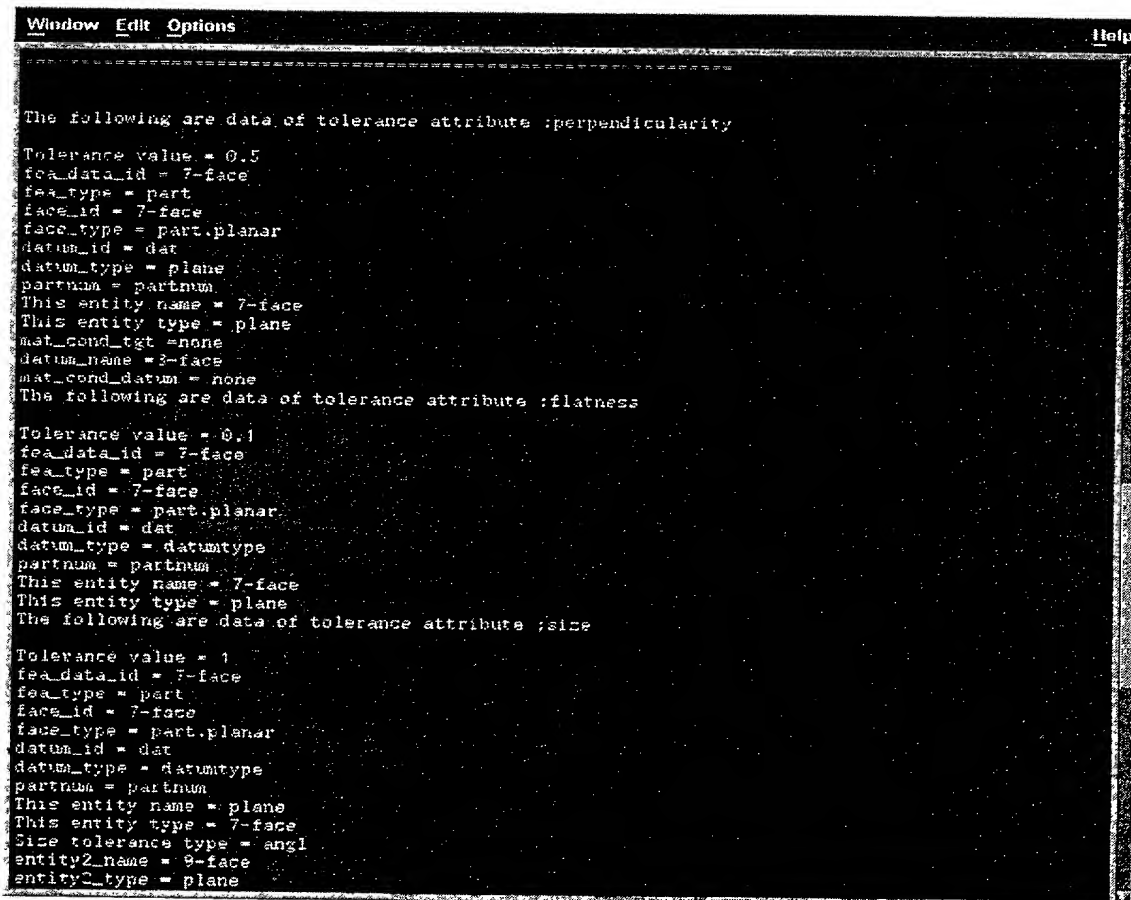 Window Edit Options Help
==============================================================
The following are data of tolerance attribute :perpendicularity
Tolerance value = 0.5
fea_data_id = 7-face
fea_type = part
face_id = 7-face
face_type = part.planar
datum_id = dat
datum_type = plane
partnum = partnum
This entity name = 7-face
This entity type = plane
mat_cond_tgt =none
datum_name =3-face
mat_cond_datum = none
The following are data of tolerance attribute :flatness
Tolerance value = 0.1
fea_data_id = 7-face
fea_type = part
face_id = 7-face
face_type = part.planar
datum_id = dat
datum_type = datumtype
partnum = partnum
This entity name = 7-face
This entity type = plane
The following are data of tolerance attribute :size
Tolerance value = 1
fea_data_id = 7-face
fea_type = part
face_id = 7-face
face_type = part.planar
datum_id = dat
datum_type = datumtype
partnum = partnum
This entity name = plane
This entity type = 7-face
Size tolerance type = angl
entity2_name = 9-face
entity2_type = plane